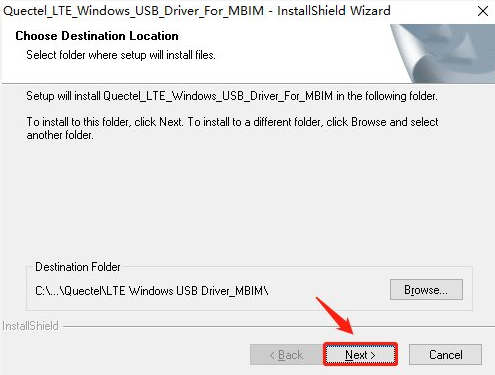 Quectel_LTE_Windows_USB_Driver_For_MBIM - InstallShield Wizard
Choose Destination Location
Select folder where setup will install files.
Setup will install Quectel_LTE_Windows_USB_Driver_For_MBIM in the following folder.
To install to this folder, click Next. To install to a different folder, click Browse and select
another folder.
Destination Folder
C:\...\Quectel\LTE Windows USB Driver_MBIM\
Browse...
InstallShield
< Back
Next >
Cancel